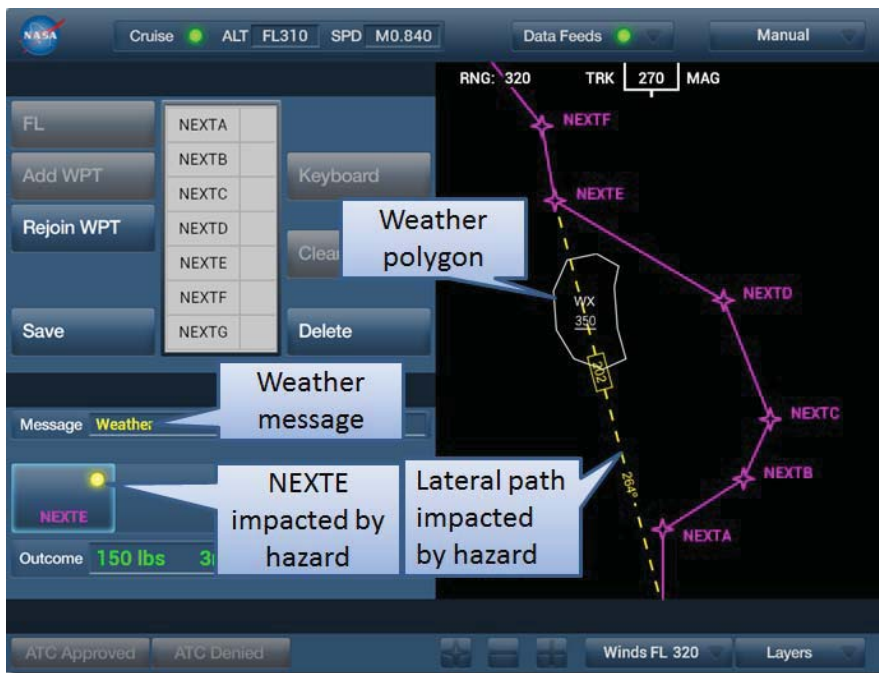 NASA
Cruise ALT FL310 SPD M0.840
Data Feeds
Manual
RNG: 320 TRK 270 MAG
FL
Add WPT
Rejoin WPT
Save
NEXTA
NEXTB
NEXTC
NEXTD
NEXTE
NEXTF
NEXTG
Keyboard
Delete
Weather
polygon
Message Weather
Weather
message
NEXTE
NEXTE
impacted by
hazard
Outcome 150 lbs
Lateral path
impacted
by hazard
NEXTF
NEXTE
WX
350
NEXTD
202
NEXTC
264°
NEXTB
NEXTA
ATC Approved
ATC Denied
Winds FL 320
Layers